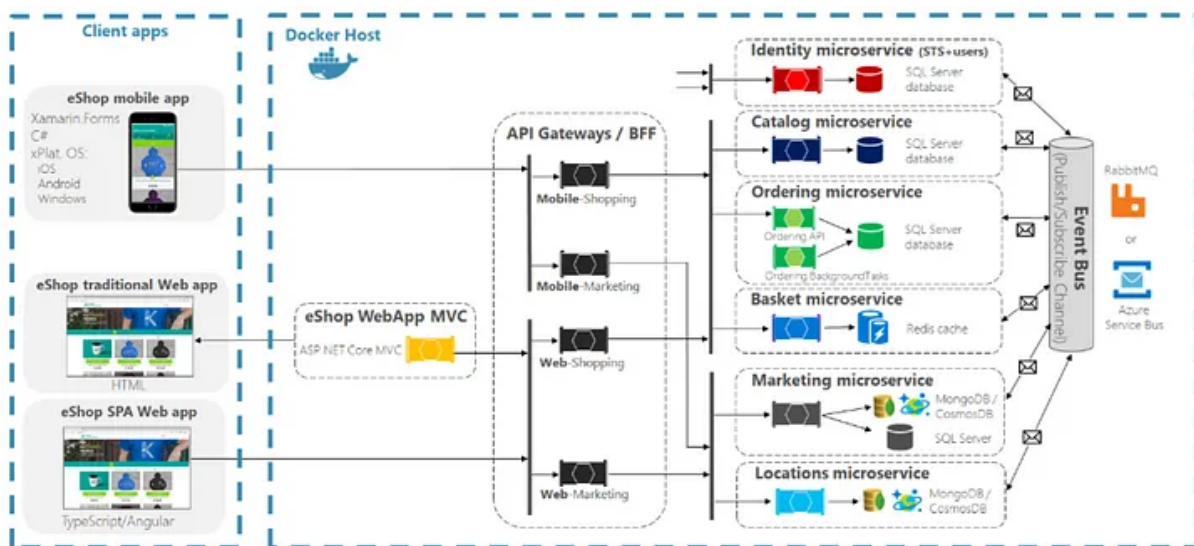 Client apps
eShop mobile app
Xamarin.Forms
C#
xPlat. OS:
iOS
Android
Windows
eShop traditional Web app
HTML
eShop SPA Web app
TypeScript/Angular
Docker Host
eShop WebApp MVC
ASP.NET Core MVC
API Gateways / BFF
Mobile-Shopping
Mobile-Marketing
Web-Shopping
Web-Marketing
Identity microservice (STS+users)
SQL Server
database
Catalog microservice
SQL Server
database
Ordering microservice
Ordering API
Ordering BackgroundTasks
SQL Server
database
Basket microservice
Redis cache
Marketing microservice
MongoDB/
CosmosDB
SQL Server
Locations microservice
MongoDB/
CosmosDB
Event Bus
(Publish/Subscribe Channel)
RabbitMQ
or
Azure
Service Bus